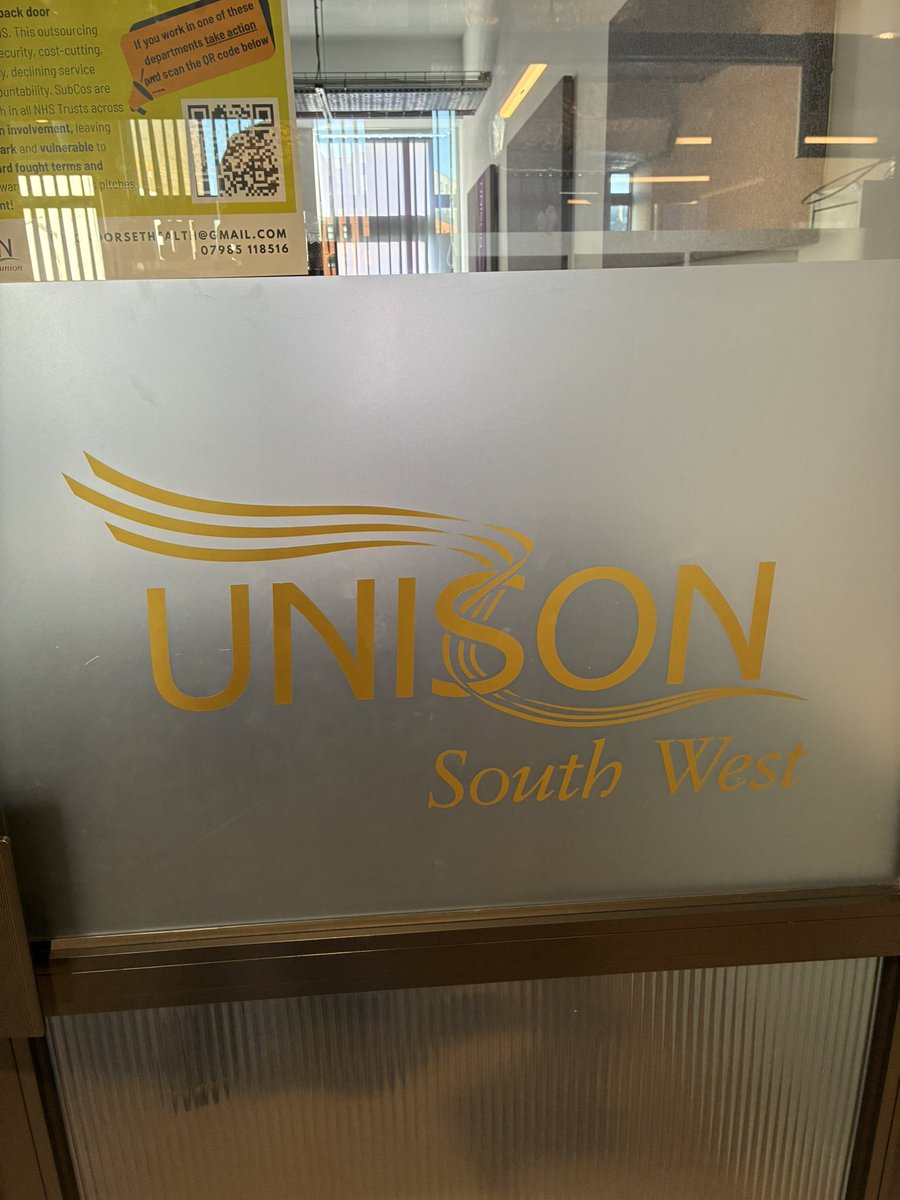 back door
S. This outsourcing
ecurity, cost-cutting,
y, declining service
ountability. SubCos are
h in all NHS Trusts across
n involvement, leaving
ark and vulnerable to
ard fought terms and
pitches
nt!
If you work in one of these
departments take action
and scan the QR code below
ORSETHEALTH@GMAIL.COM
07985 118516
N
UNISON
South West